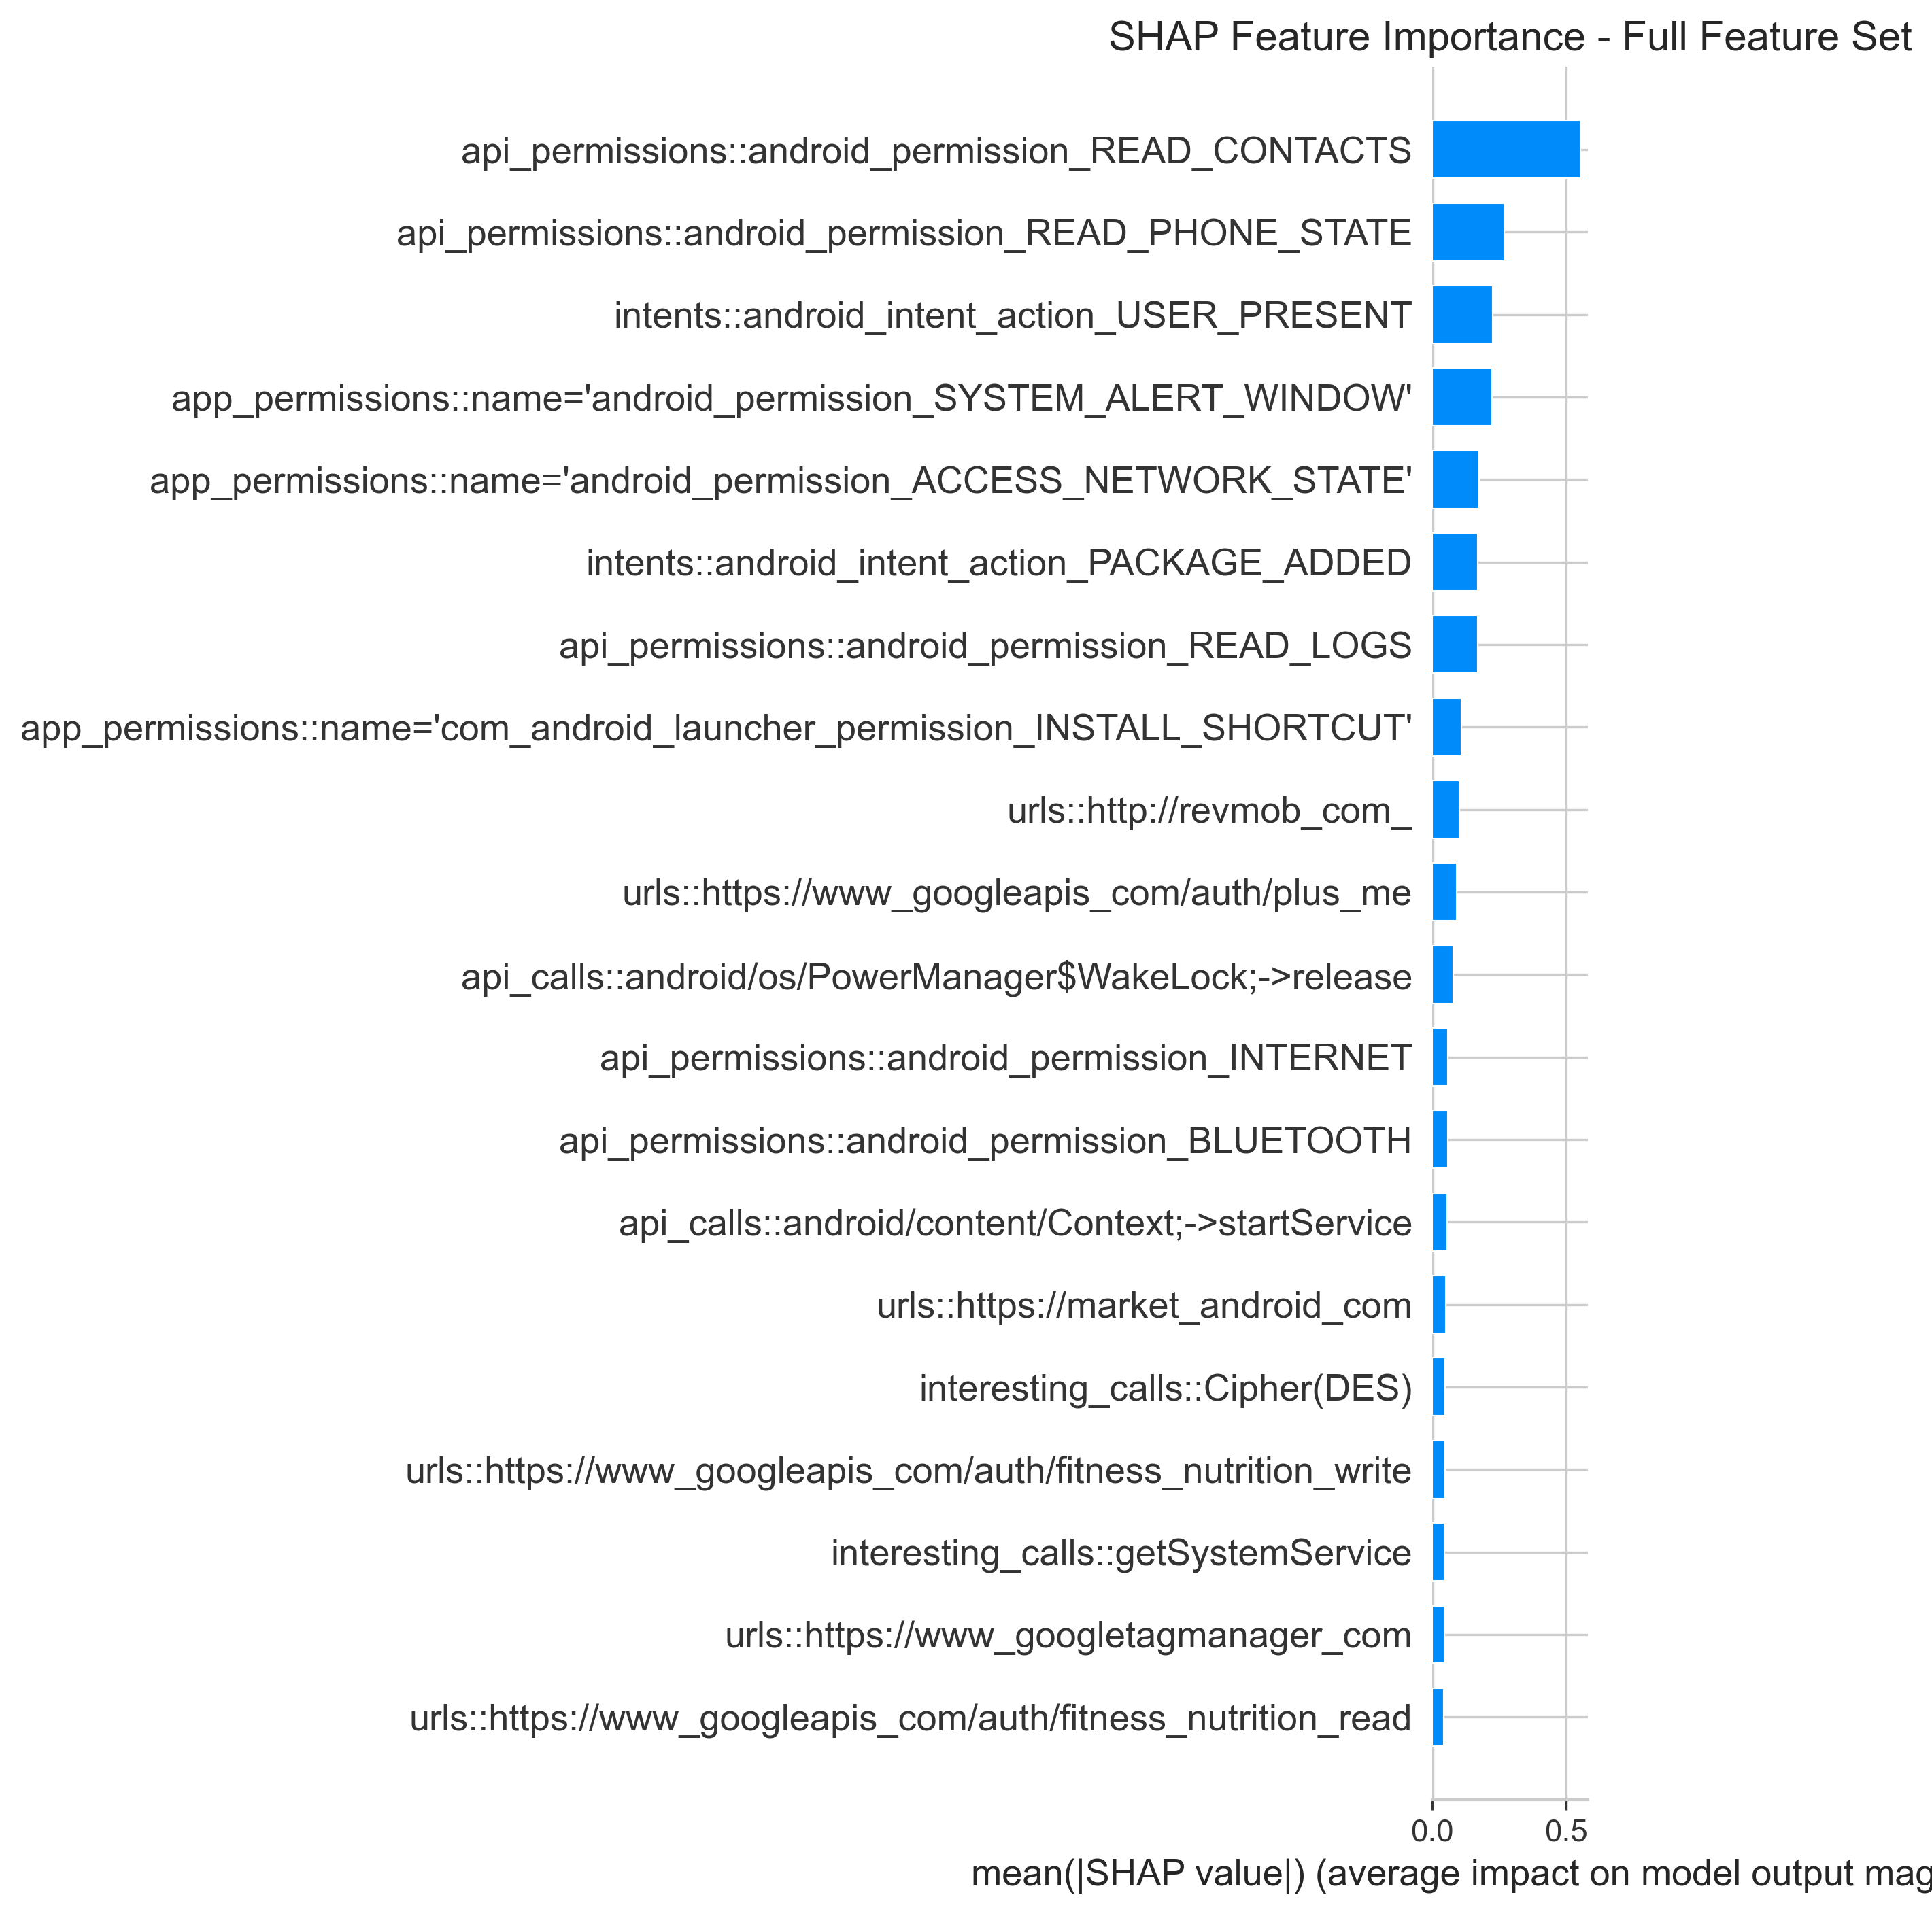 SHAP Feature Importance - Full Feature Set
api_permissions::android_permission_READ_CONTACTS
api_permissions::android_permission_READ_PHONE_STATE
intents::android_intent_action_USER_PRESENT
app_permissions::name='android_permission_SYSTEM_ALERT_WINDOW'
app_permissions::name='android_permission_ACCESS_NETWORK_STATE'
intents::android_intent_action_PACKAGE_ADDED
api_permissions::android_permission_READ_LOGS
app_permissions::name='com_android_launcher_permission_INSTALL_SHORTCUT'
urls::http://revmob_com_
urls::https://www_googleapis_com/auth/plus_me
api_calls::android/os/PowerManager$WakeLock;->release
api_permissions::android_permission_INTERNET
api_permissions::android_permission_BLUETOOTH
api_calls::android/content/Context;->startService
urls::https://market_android_com
interesting_calls::Cipher(DES)
urls::https://www_googleapis_com/auth/fitness_nutrition_write
interesting_calls::getSystemService
urls::https://www_googletagmanager_com
urls::https://www_googleapis_com/auth/fitness_nutrition_read
0.0 0.5
mean(|SHAP value|) (average impact on model output mag